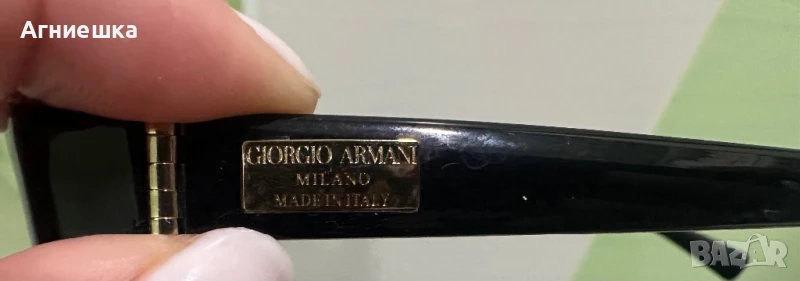 Агниешка
GIORGIO ARMANI
MILANO
MADE IN ITALY
BAZAR